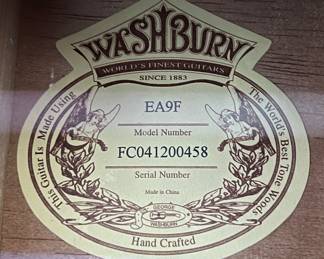 WASHBURN
WORLD'S FINEST GUITARS
SINCE 1883
This Guitar Is Made Using
The World's Best Tone Woods
EA9F
Model Number
FC041200458
Serial Number
Made in China
GEORGE
WASHBURN
Hand Crafted